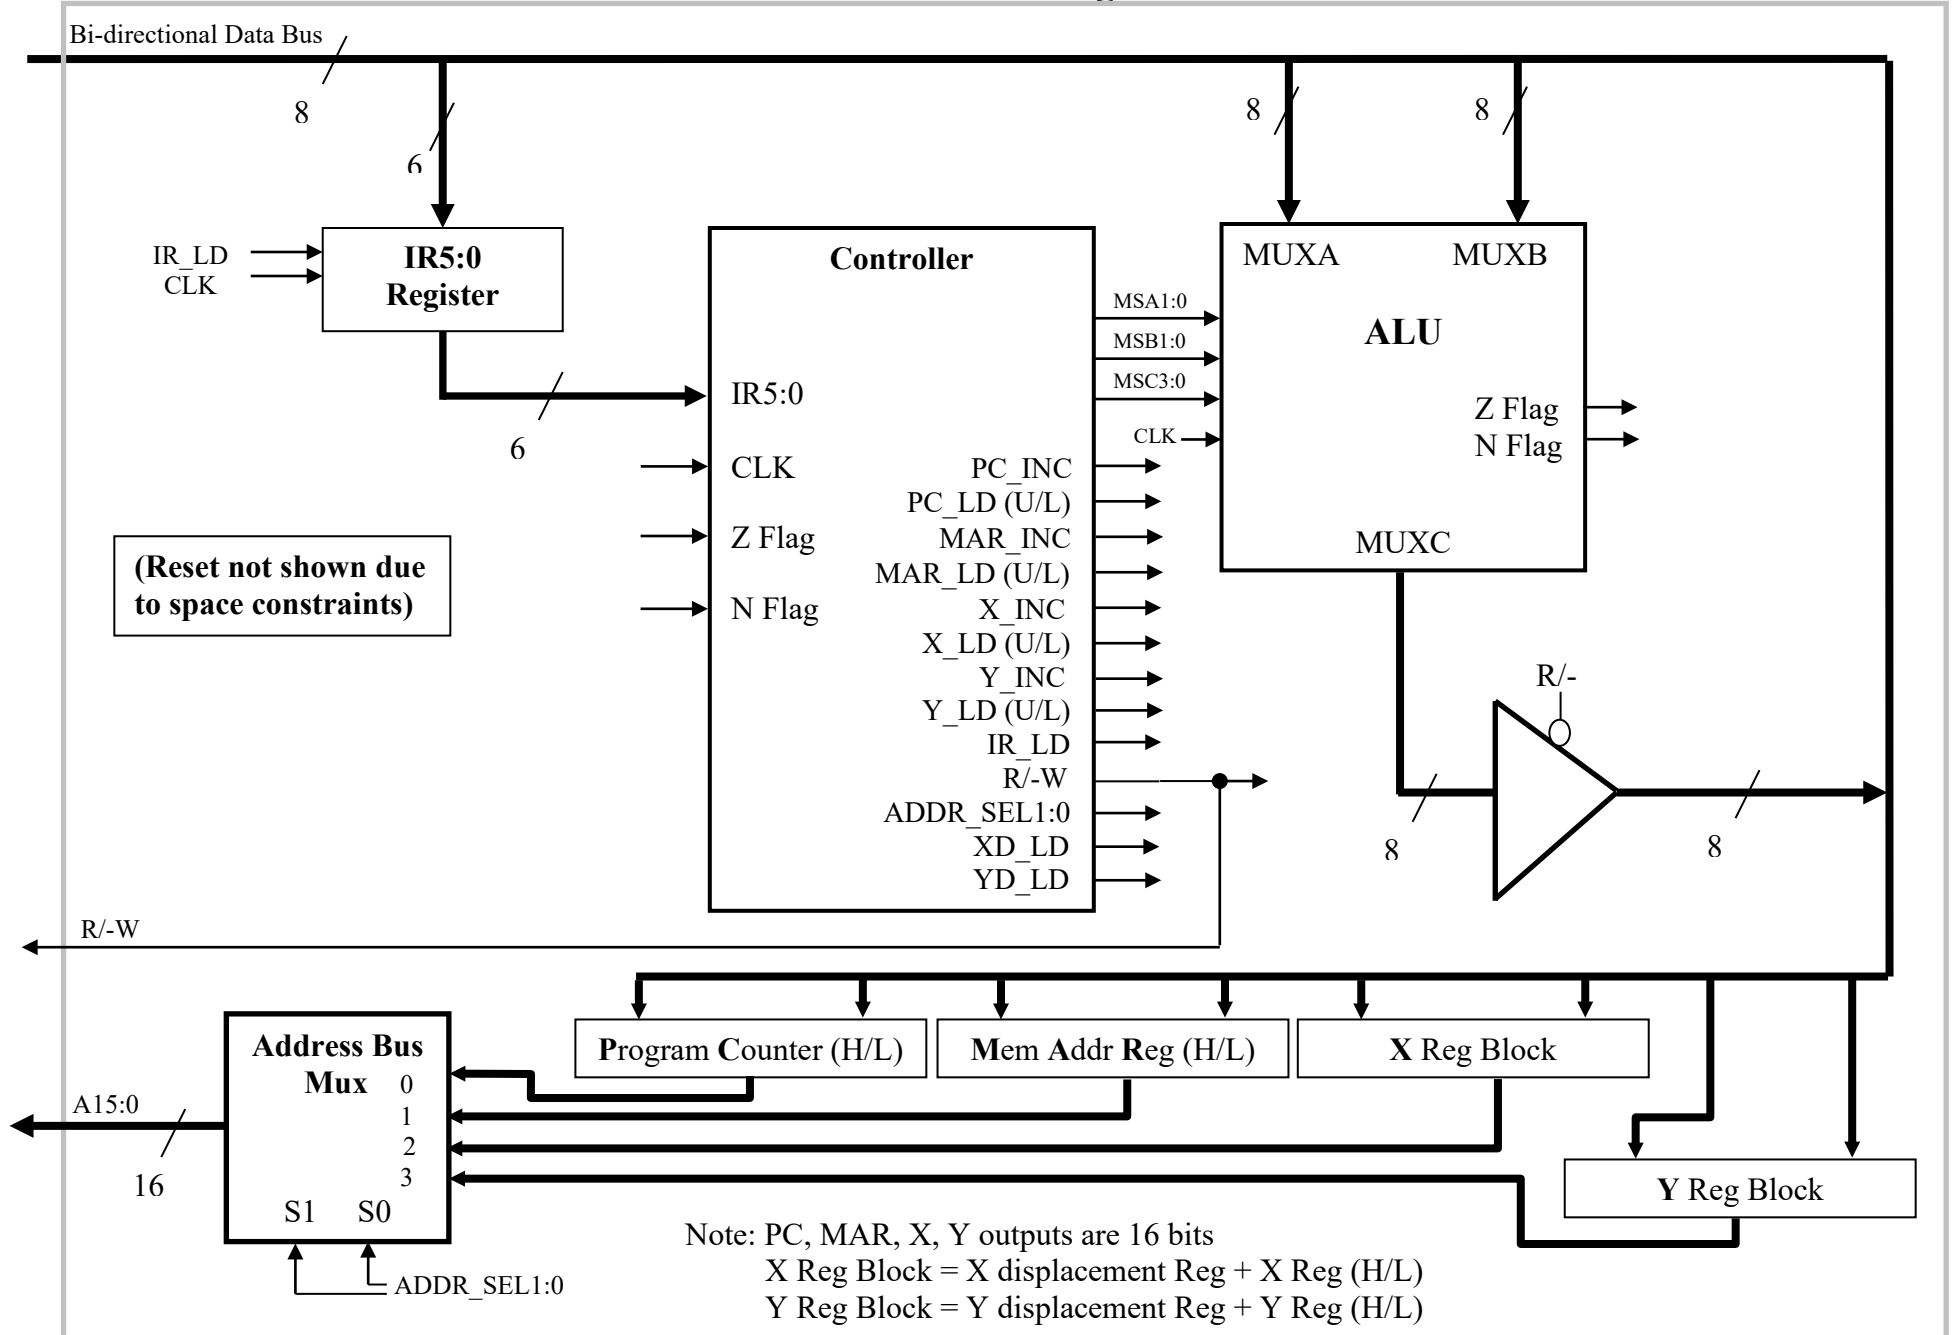 Bi-directional Data Bus
8
6
8
8
IR_LD
CLK
IR5:0
Register
6
(Reset not shown due
to space constraints)
Controller
IR5:0
CLK
Z Flag
N Flag
PC_INC
PC_LD (U/L)
MAR_INC
MAR_LD (U/L)
X_INC
X_LD (U/L)
Y_INC
Y_LD (U/L)
IR_LD
R/-W
ADDR_SEL1:0
XD_LD
YD_LD
MSA1:0
MSB1:0
MSC3:0
CLK
MUXA
MUXB
ALU
Z Flag
N Flag
MUXC
R/-
8
8
R/-W
Address Bus
Mux
0
1
2
3
S1
S0
A15:0
16
ADDR_SEL1:0
Program Counter (H/L)
Mem Addr Reg (H/L)
X Reg Block
Y Reg Block
Note: PC, MAR, X, Y outputs are 16 bits
X Reg Block = X displacement Reg + X Reg (H/L)
Y Reg Block = Y displacement Reg + Y Reg (H/L)